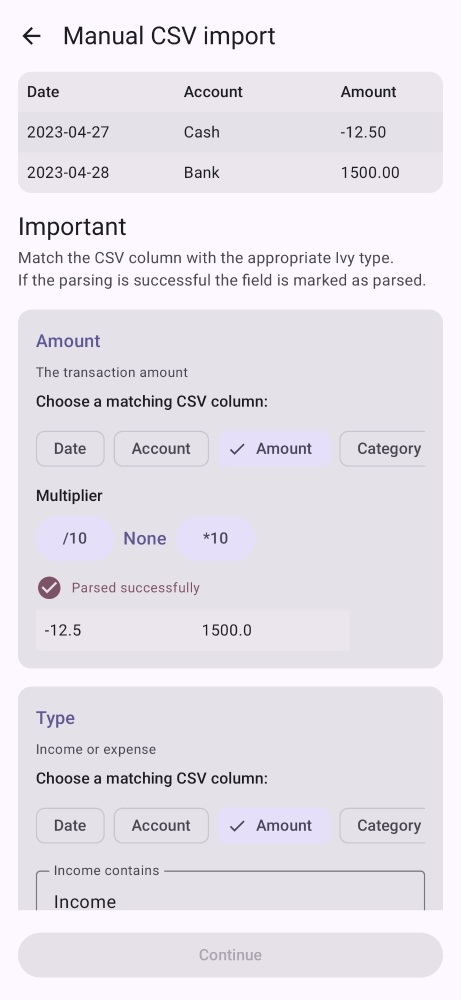 Manual CSV import
Date Account Amount
2023-04-27 Cash -12.50
2023-04-28 Bank 1500.00
Important
Match the CSV column with the appropriate Ivy type.
If the parsing is successful the field is marked as parsed.
Amount
The transaction amount
Choose a matching CSV column:
Date Account Amount Category
Multiplier
/10 None *10
Parsed successfully
-12.5 1500.0
Type
Income or expense
Choose a matching CSV column:
Date Account Amount Category
Income contains
Income
Continue